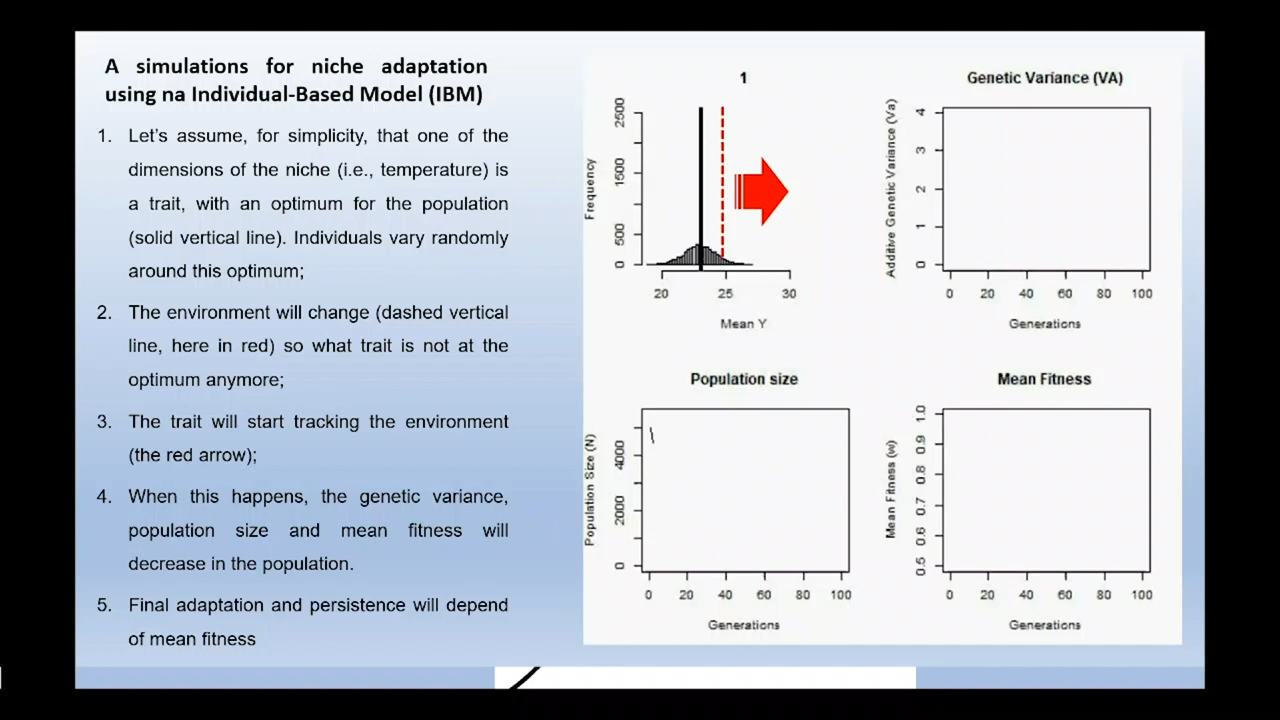 A simulations for niche adaptation
using na Individual-Based Model (IBM)
1. Let's assume, for simplicity, that one of the
dimensions of the niche (i.e., temperature) is
a trait, with an optimum for the population
(solid vertical line). Individuals vary randomly
around this optimum;
2. The environment will change (dashed vertical
line, here in red) so what trait is not at the
optimum anymore;
3. The trait will start tracking the environment
(the red arrow);
4. When this happens, the genetic variance,
population size and mean fitness will
decrease in the population.
5. Final adaptation and persistence will depend
of mean fitness
1
Frequency
2500
1500
500
0
20 25 30
Mean Y
Genetic Variance (VA)
Additive Genetic Variance (Va)
4
3
2
1
0
0 20 40 60 80 100
Generations
Population size
Population Size (N)
4000
2000
0
0 20 40 60 80 100
Generations
Mean Fitness
Mean Fitness (w)
1.0
0.9
0.8
0.7
0.6
0.5
0 20 40 60 80 100
Generations